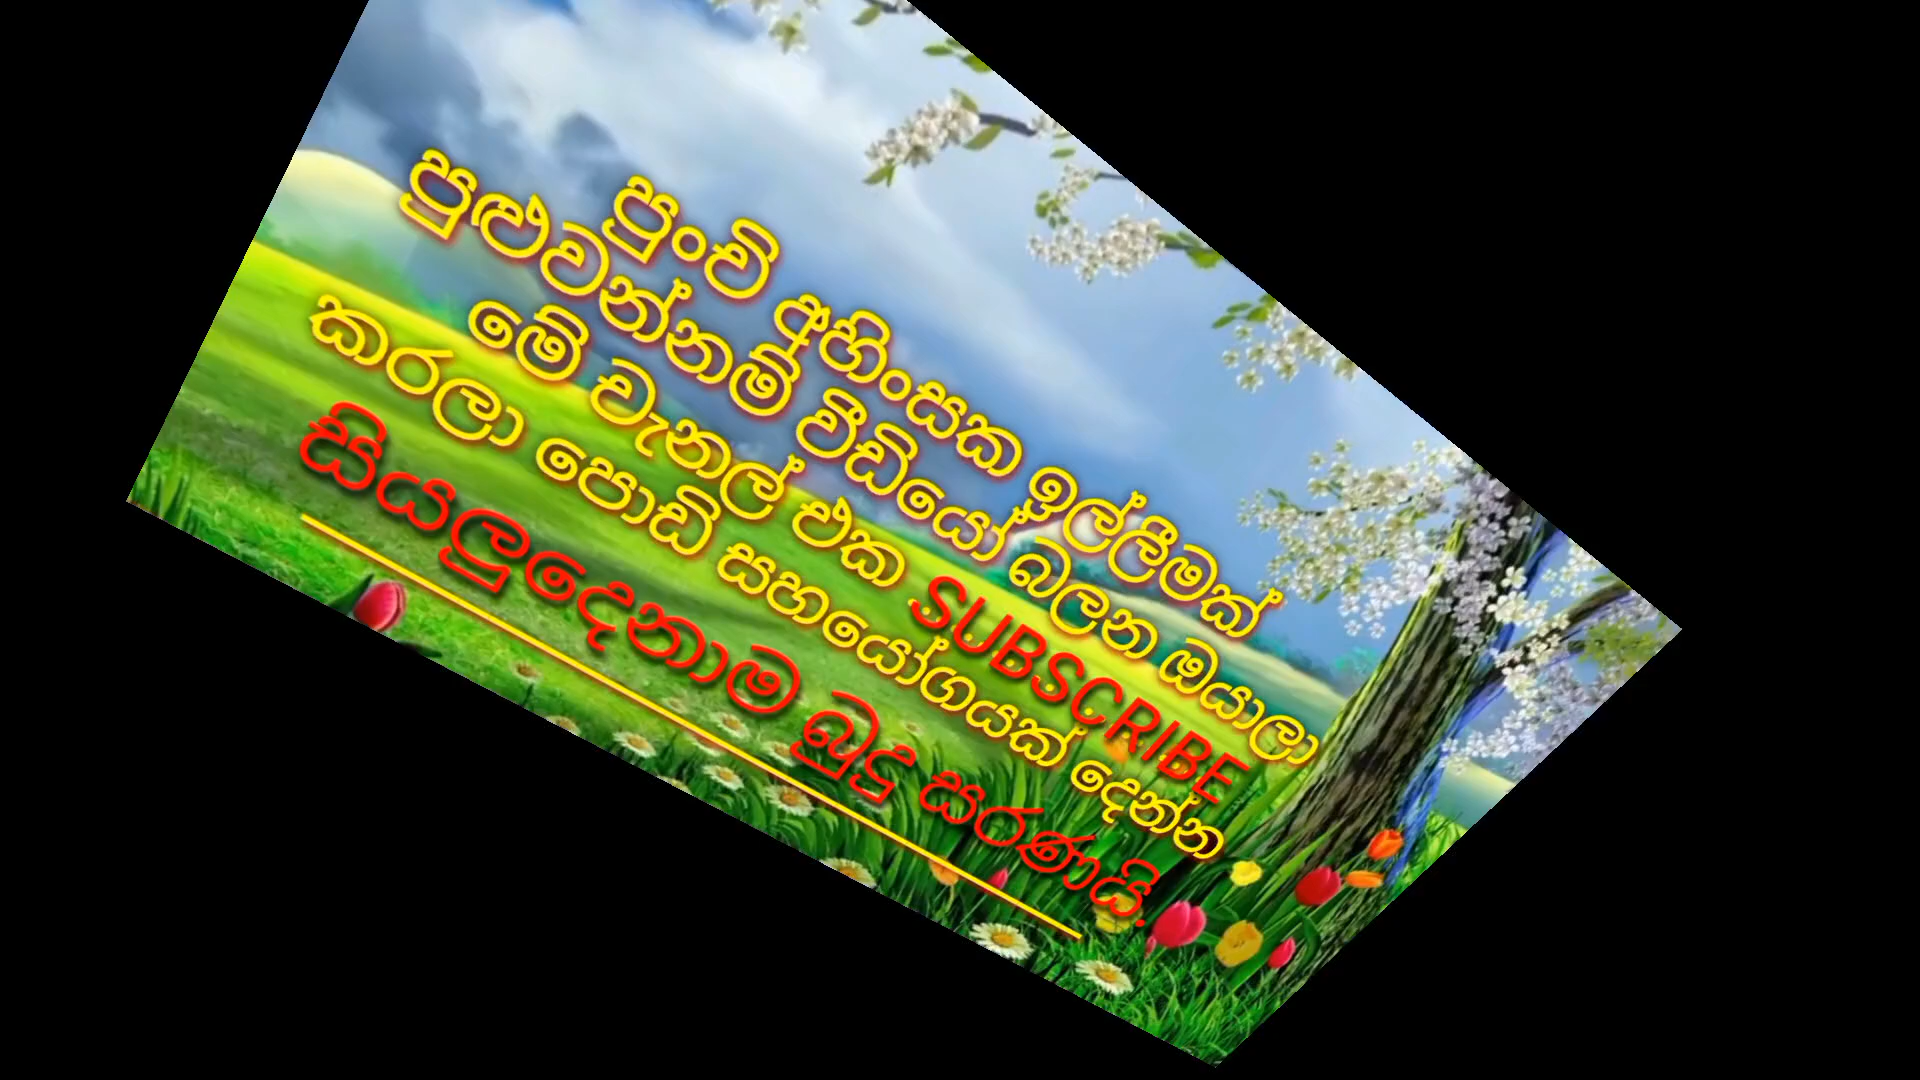 පුංචි අහිංසක ඉල්ලීමක්
පුළුවන්නම් වීඩියෝ බලන ඔයාලා
මේ චැනල් එක SUBSCRIBE
කරලා පොඩි සහයෝගයක් දෙන්න
සියලුදෙනාම බුදු සරණයි.